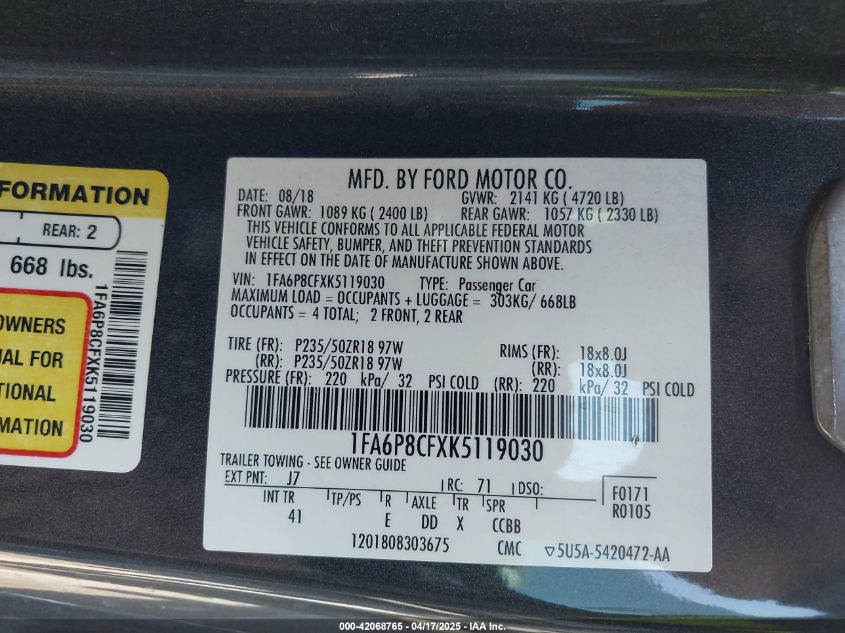 FORMATION
REAR: 2
668 lbs.
OWNERS
FOR
1FA6P8CFXK5119030
MFD. BY FORD MOTOR CO.
DATE: 08/18 GVWR: 2141 KG ( 4720 LB)
FRONT GAWR: 1089 KG ( 2400 LB) REAR GAWR: 1057 KG ( 2330 LB)
THIS VEHICLE CONFORMS TO ALL APPLICABLE FEDERAL MOTOR
VEHICLE SAFETY, BUMPER, AND THEFT PREVENTION STANDARDS
IN EFFECT ON THE DATE OF MANUFACTURE SHOWN ABOVE.
VIN: 1FA6P8CFXK5119030 TYPE: Passenger Car
MAXIMUM LOAD = OCCUPANTS + LUGGAGE = 303KG/ 668LB
OCCUPANTS = 4 TOTAL; 2 FRONT, 2 REAR
TIRE (FR): P235/50ZR18 97W RIMS (FR): 18x8.0J
(RR): P235/50ZR18 97W (RR): 18x8.0J
PRESSURE (FR): 220 kPa/ 32 PSI COLD (RR): 220 kPa/ 32 PSI COLD
1FA6P8CFXK5119030
TRAILER TOWING - SEE OWNER GUIDE
EXT PNT: J7 RC: 71 DSO: F0171
R0105
INT TR TP/PS R AXLE TR SPR
41 E DD X CCBB
1201808303675 CMC ▽5U5A-5420472-AA
000-42068765 - 04/17/2025 - IAA Inc.